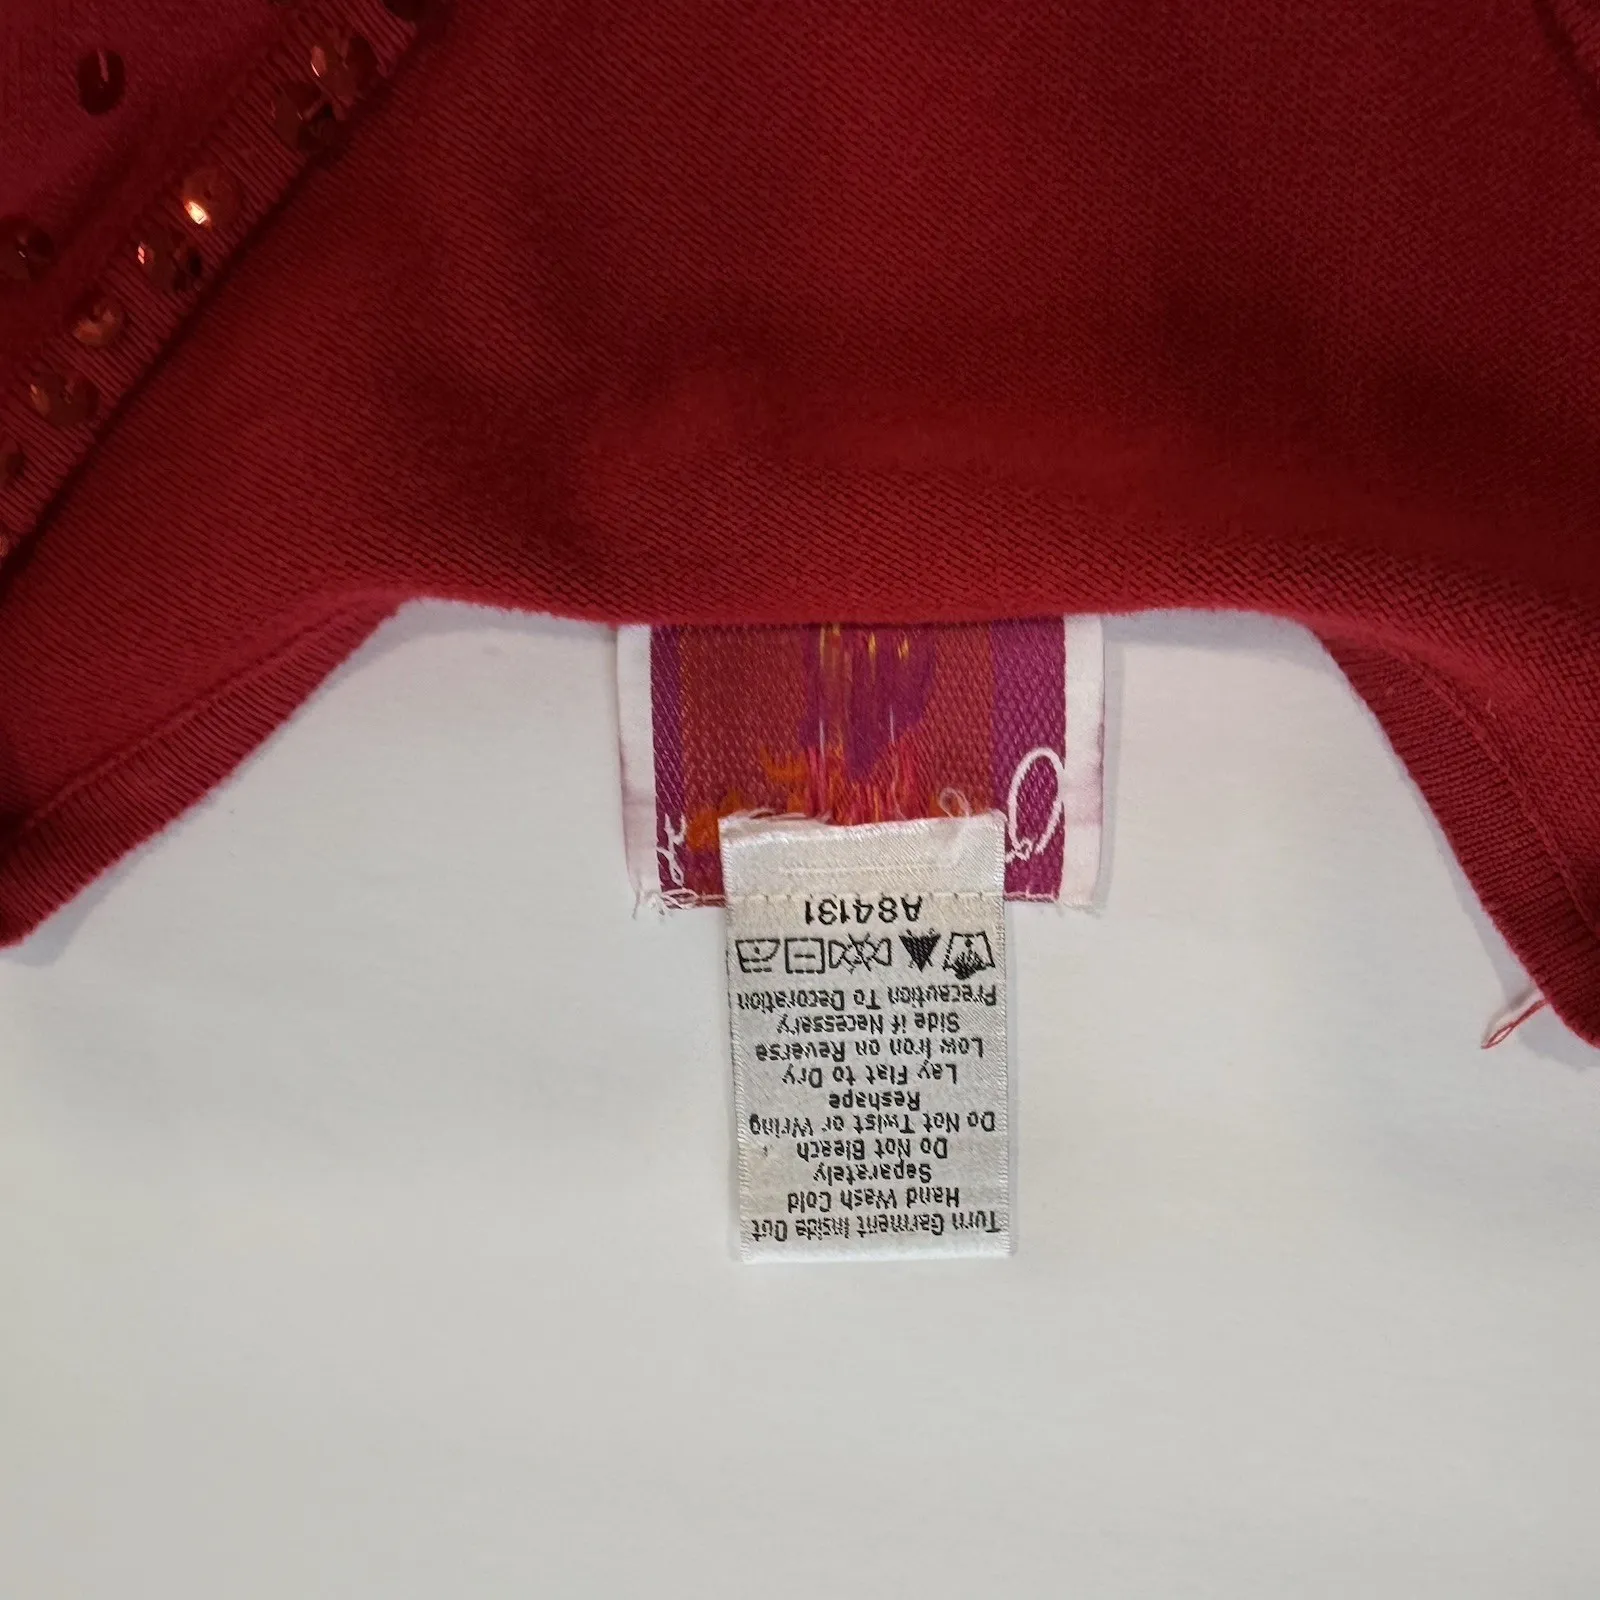 Turn Garment Inside Out
Hand Wash Cold
Separately
Do Not Bleach
Do Not Twist or Wring
Reshape
Lay Flat to Dry
Low Iron on Reverse
Side if Necessary
Precaution To Decoration
A84131